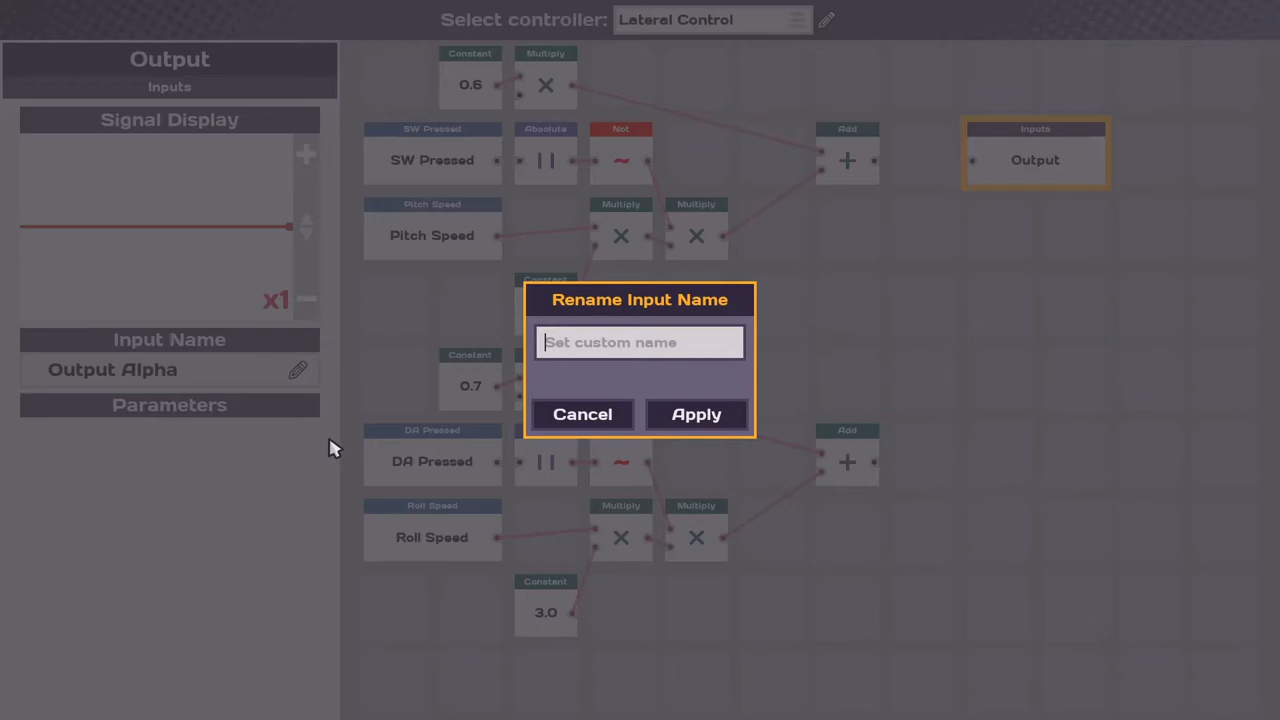 Select controller: Lateral Control
Output
Inputs
Signal Display
x1
Input Name
Output Alpha
Parameters
Constant
0.6
Multiply
SW Pressed
SW Pressed
Absolute
Not
~
Add
+
Inputs
Output
Pitch Speed
Pitch Speed
Multiply
Multiply
Constant
Rename Input Name
Set custom name
Cancel
Apply
Constant
0.7
DA Pressed
DA Pressed
~
Add
+
Roll Speed
Roll Speed
Multiply
Multiply
Constant
3.0